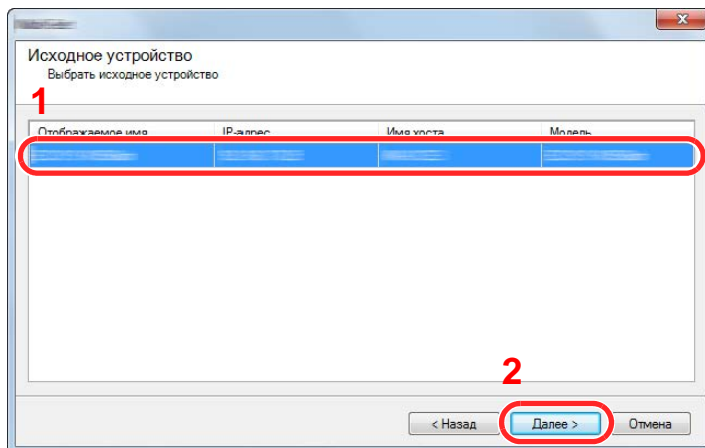 Исходное устройство
Выбрать исходное устройство
1
Отображаемое имя IP-адрес Имя хоста Модель
2
< Назад Далее > Отмена